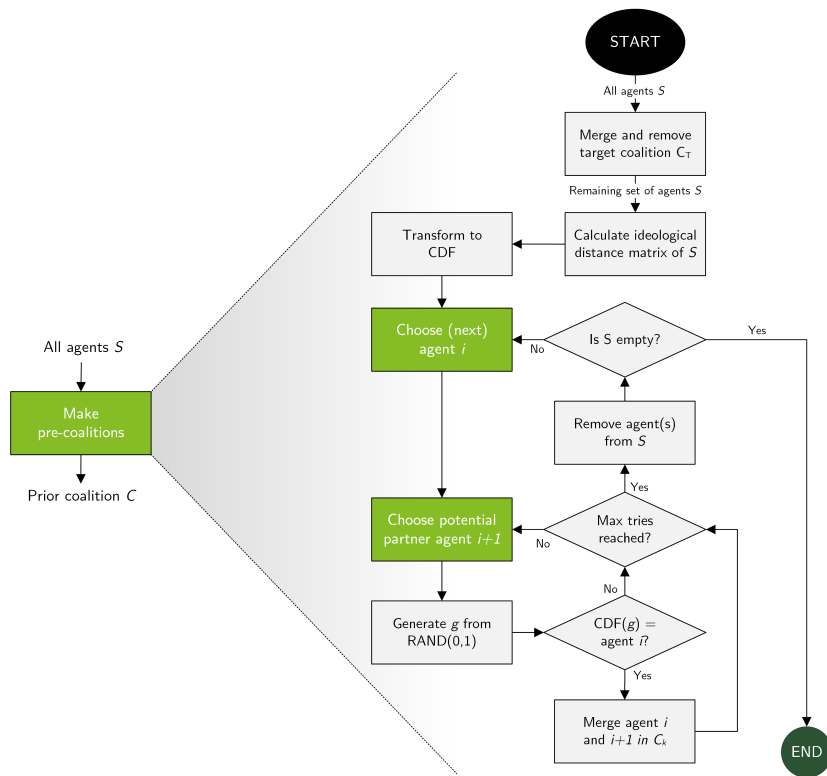 START
All agents S
Merge and remove
target coalition C_T
Remaining set of agents S
Transform to
CDF
Calculate ideological
distance matrix of S
Choose (next)
agent i
Is S empty?
Yes
No
All agents S
Make
pre-coalitions
Prior coalition C
Remove agent(s)
from S
Yes
Choose potential
partner agent i+1
Max tries
reached?
No
No
Generate g from
RAND(0,1)
CDF(g) =
agent i?
Yes
Merge agent i
and i+1 in C_k
END